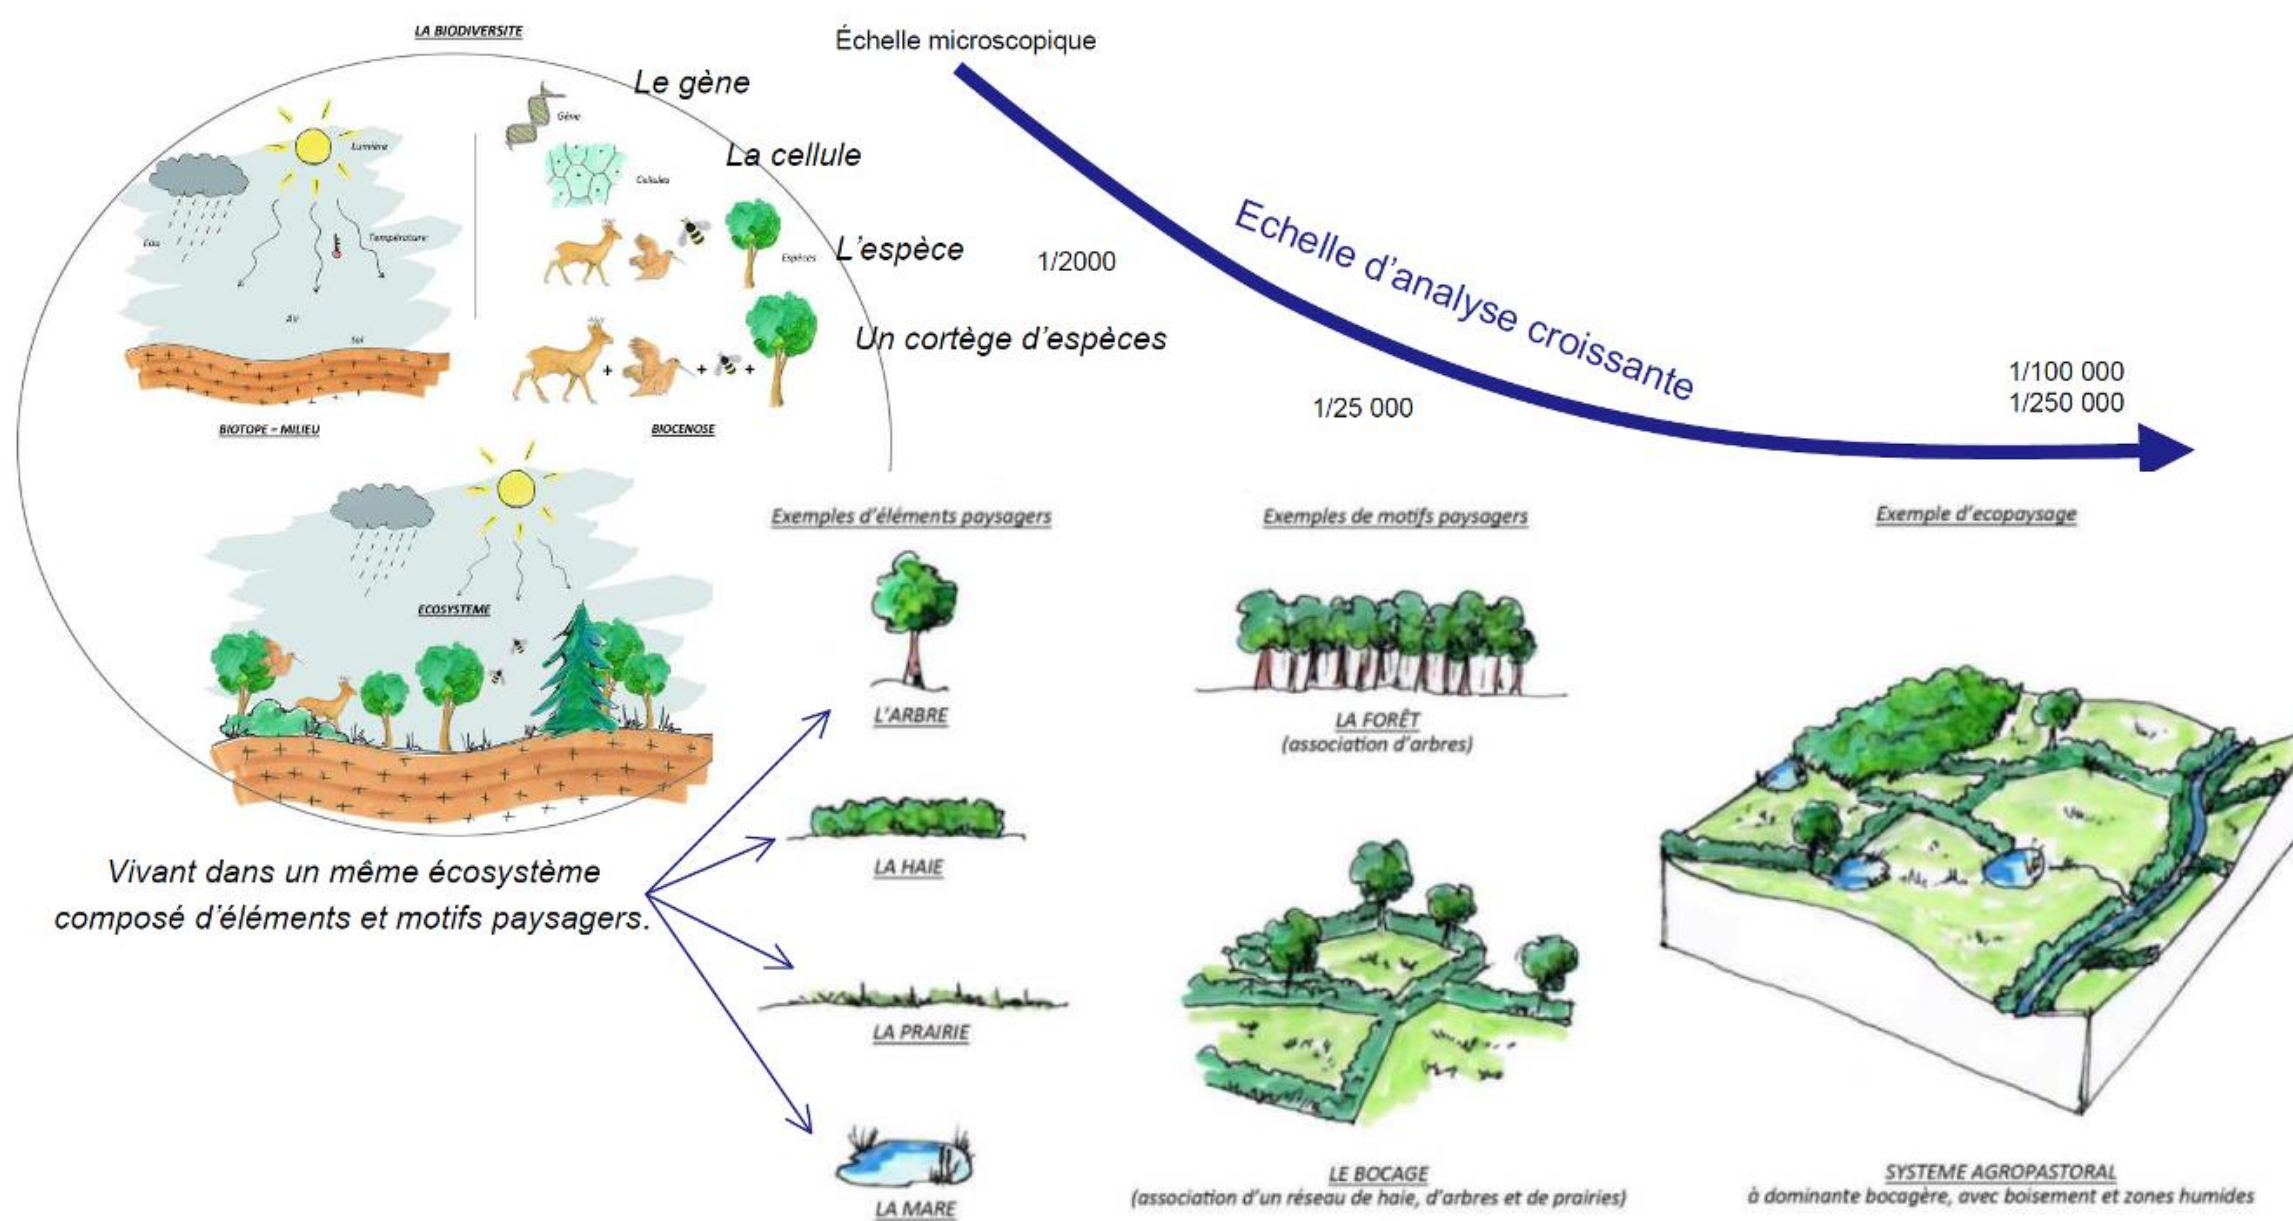 LA BIODIVERSITE
Échelle microscopique
Le gène
Gène
Lumière
La cellule
Cellules
Eau
Température
Espèces
L'espèce
1/2000
Echelle d'analyse croissante
Air
Sol
Un cortège d'espèces
+ + +
BIOTOPE = MILIEU
BIOCENOSE
1/25 000
1/100 000
1/250 000
ECOSYSTEME
Vivant dans un même écosystème
composé d'éléments et motifs paysagers.
Exemples d'éléments paysagers
L'ARBRE
LA HAIE
LA PRAIRIE
LA MARE
Exemples de motifs paysagers
LA FORÊT
(association d'arbres)
LE BOCAGE
(association d'un réseau de haie, d'arbres et de prairies)
Exemple d'ecopaysage
SYSTEME AGROPASTORAL
à dominante bocagère, avec boisement et zones humides